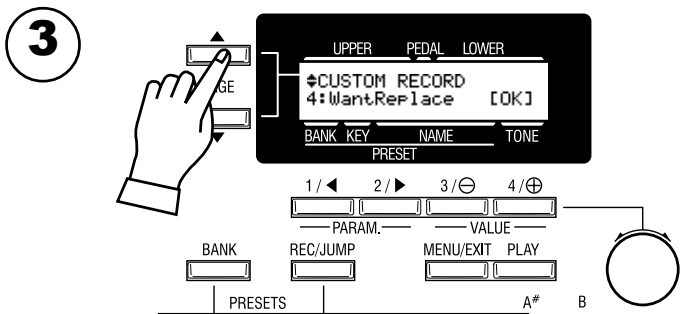 3
UPPER PEDAL LOWER
CUSTOM RECORD
4:WantReplace [OK]
BANK KEY NAME TONE
PRESET
1/◀ 2/▶ 3/⊖ 4/⊕
PARAM. VALUE
BANK REC/JUMP MENU/EXIT PLAY
PRESETS A# B